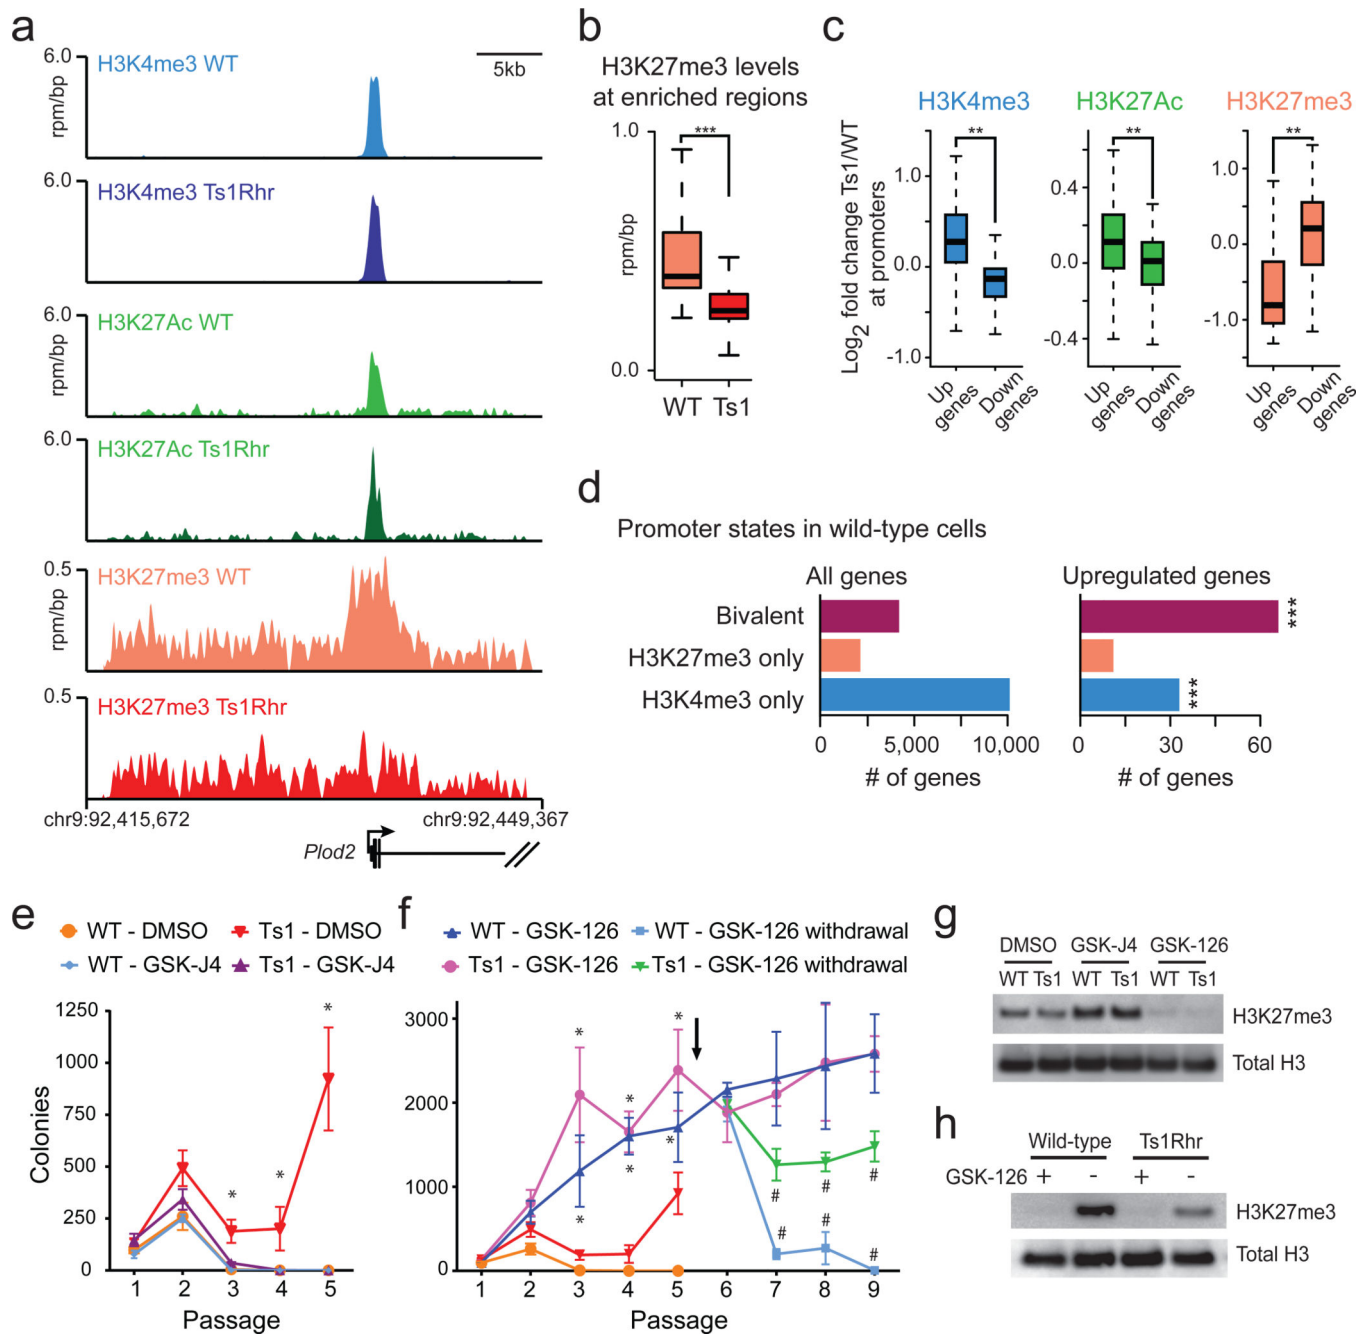 a
H3K4me3 WT
6.0
rpm/bp
5kb
H3K4me3 Ts1Rhr
6.0
H3K27Ac WT
6.0
rpm/bp
H3K27Ac Ts1Rhr
6.0
H3K27me3 WT
0.5
rpm/bp
H3K27me3 Ts1Rhr
0.5
chr9:92,415,672 chr9:92,449,367
Plod2
b
H3K27me3 levels
at enriched regions
1.0
***
rpm/bp
0.0
WT Ts1
c
H3K4me3 H3K27Ac H3K27me3
Log2 fold change Ts1/WT
at promoters
** ** **
1.0
0.0
-1.0
0.4
0.0
-0.4
1.0
0.0
-1.0
Up genes Down genes
Up genes Down genes
Up genes Down genes
d
Promoter states in wild-type cells
All genes Upregulated genes
Bivalent
H3K27me3 only
H3K4me3 only
***
***
0 5,000 10,000
0 30 60
# of genes # of genes
e
WT - DMSO Ts1 - DMSO
WT - GSK-J4 Ts1 - GSK-J4
Colonies
1250
1000
750
500
250
0
* * *
1 2 3 4 5
Passage
f
WT - GSK-126 WT - GSK-126 withdrawal
Ts1 - GSK-126 Ts1 - GSK-126 withdrawal
3000
2000
1000
0
* * *
* * *
# # #
# # #
1 2 3 4 5 6 7 8 9
Passage
g
DMSO GSK-J4 GSK-126
WT Ts1 WT Ts1 WT Ts1
H3K27me3
Total H3
h
Wild-type Ts1Rhr
GSK-126 + - + -
H3K27me3
Total H3